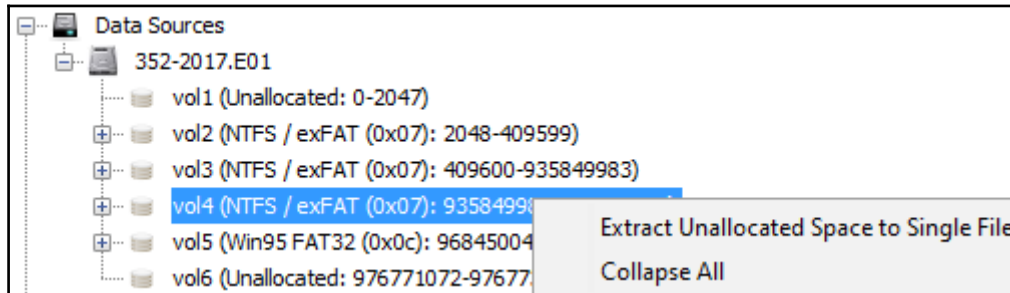 Data Sources
352-2017.E01
vol1 (Unallocated: 0-2047)
vol2 (NTFS / exFAT (0x07): 2048-409599)
vol3 (NTFS / exFAT (0x07): 409600-935849983)
vol4 (NTFS / exFAT (0x07): 93584998
Extract Unallocated Space to Single File
vol5 (Win95 FAT32 (0x0c): 96845004
Collapse All
vol6 (Unallocated: 976771072-97677